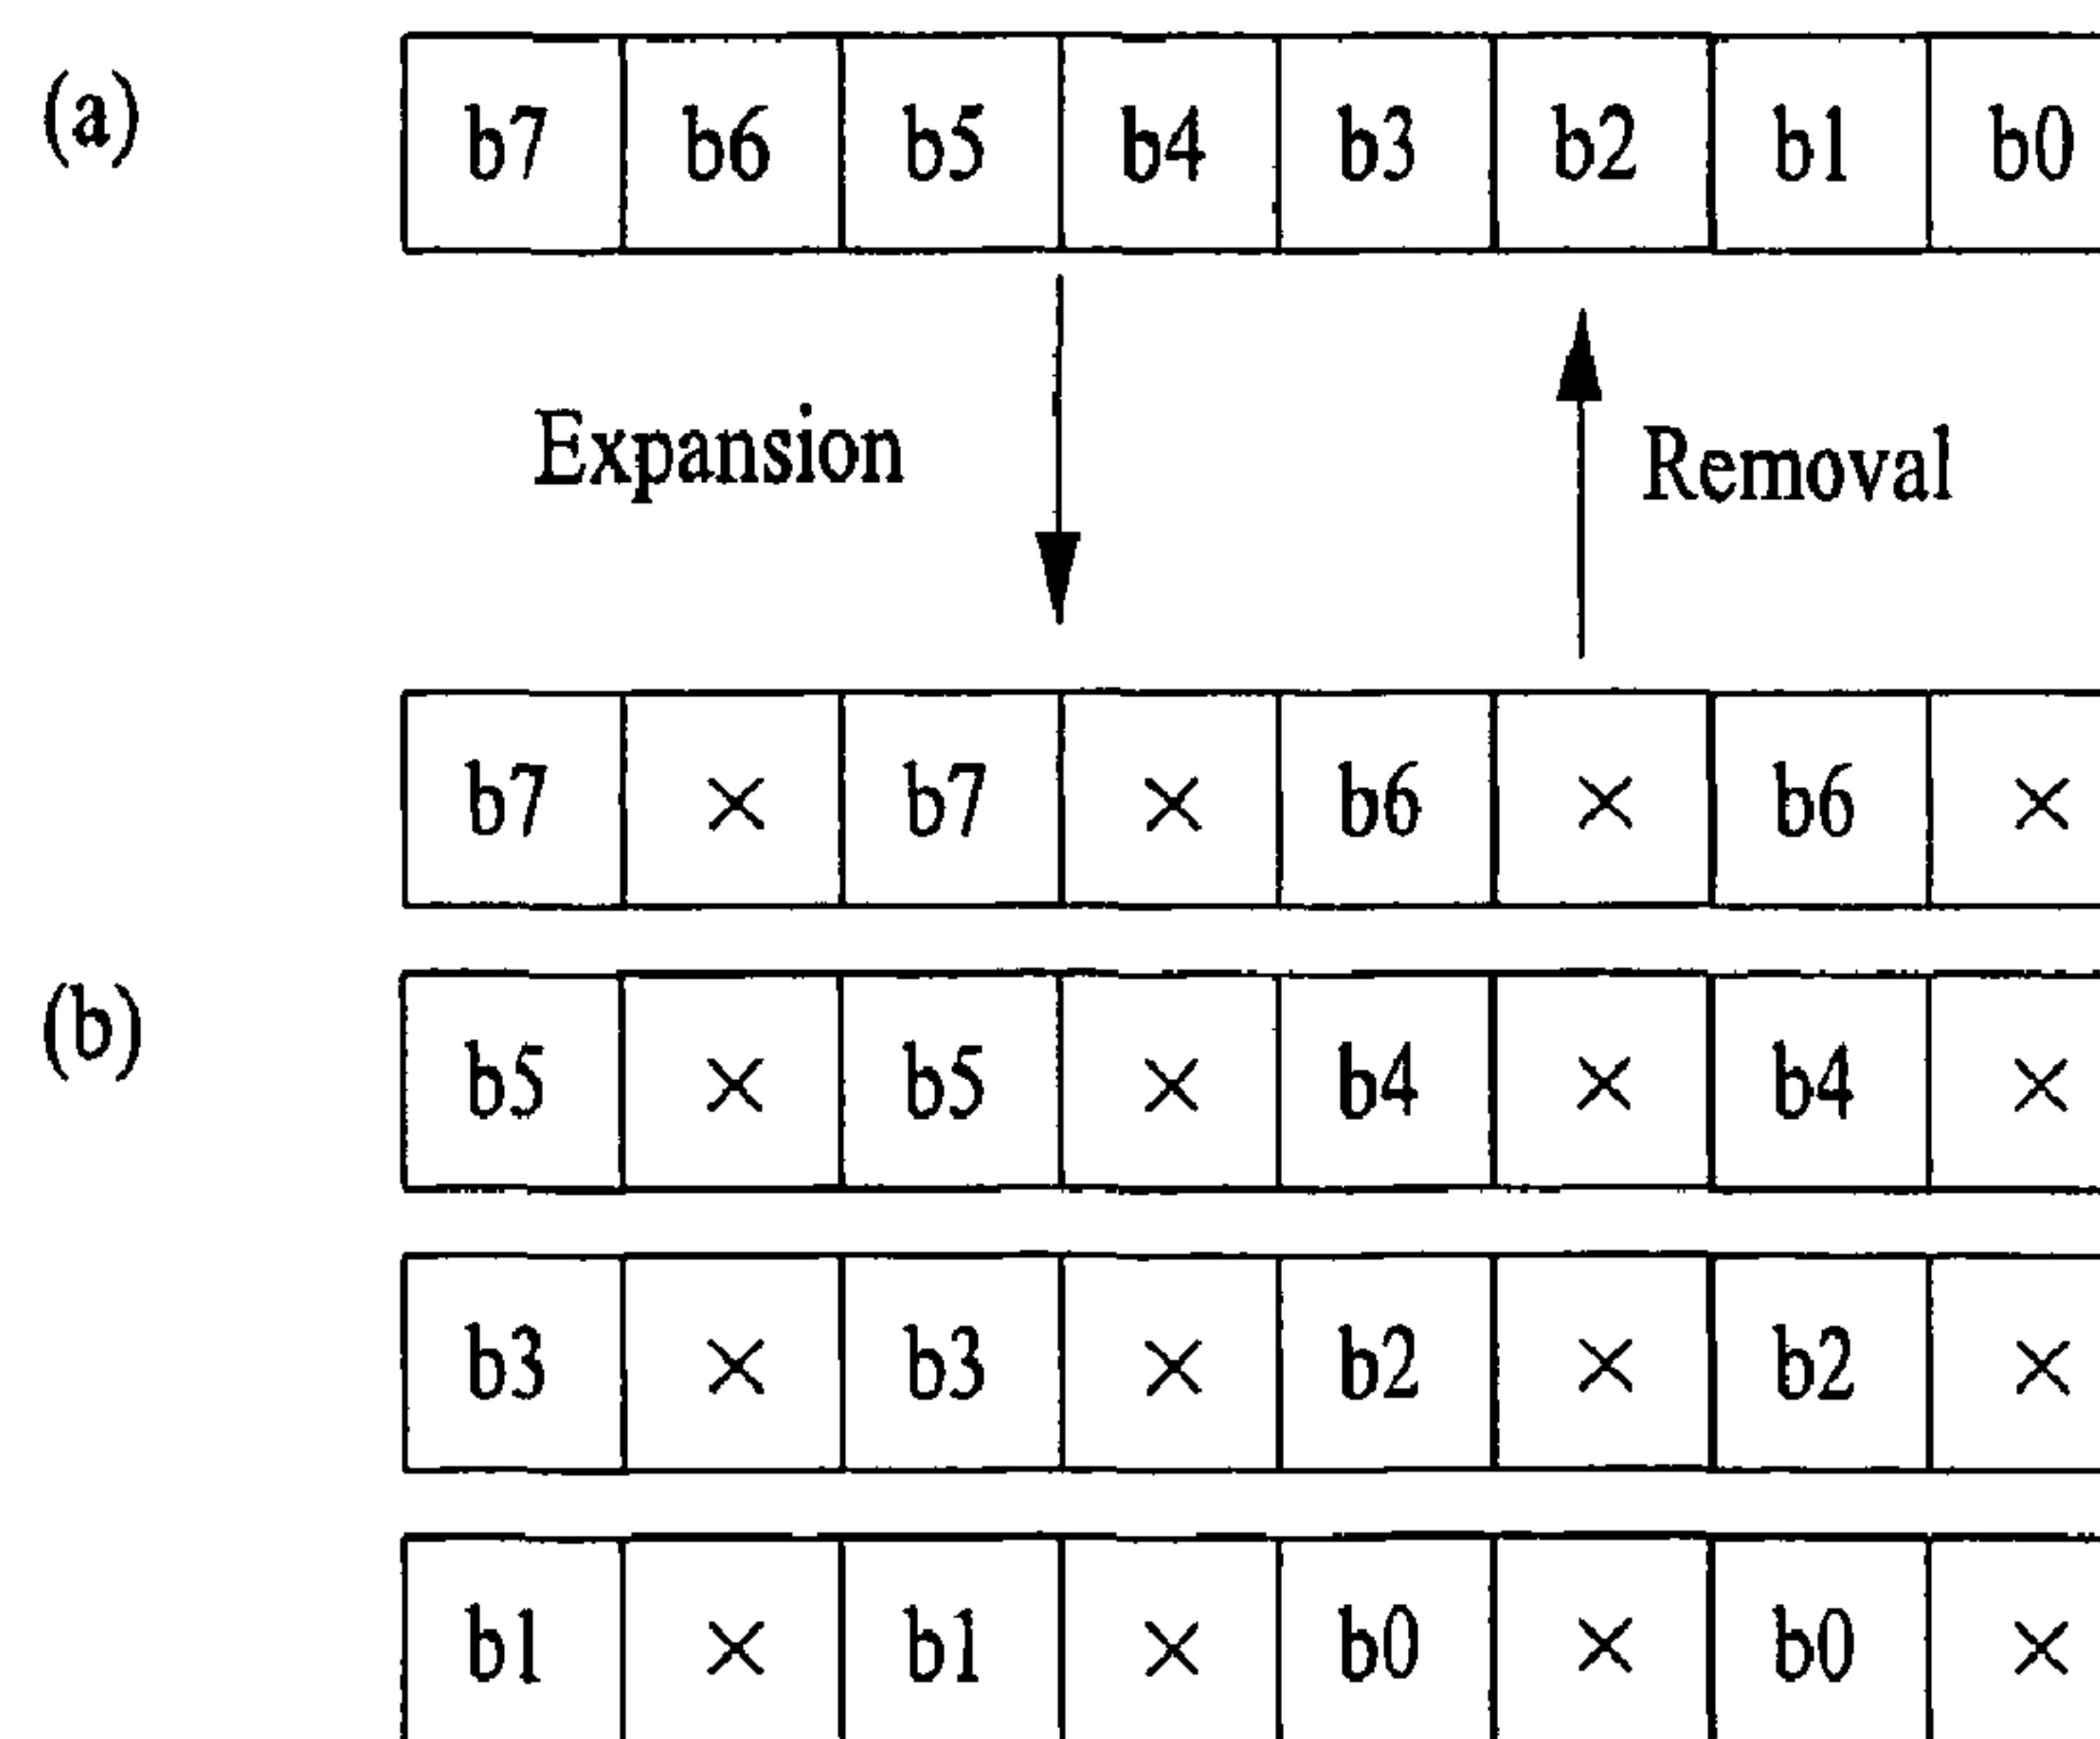 (a) b7 b6 b5 b4 b3 b2 b1 b0
Expansion Removal
b7 × b7 × b6 × b6 ×
(b) b5 × b5 × b4 × b4 ×
b3 × b3 × b2 × b2 ×
b1 × b1 × b0 × b0 ×